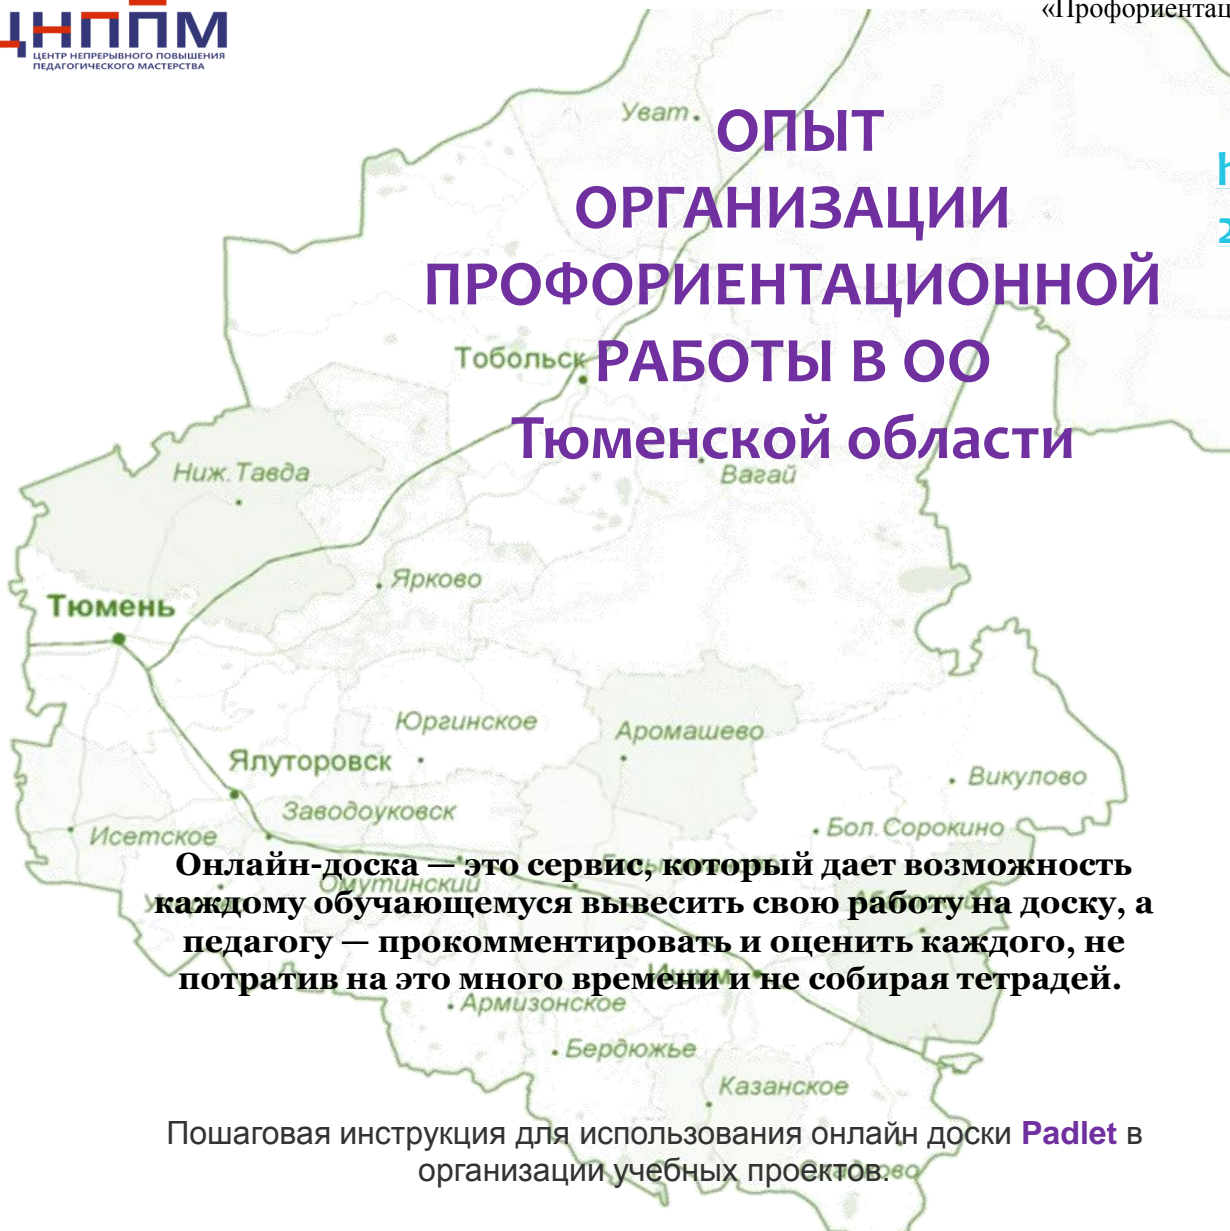 ЦНППМ
ЦЕНТР НЕПРЕРЫВНОГО ПОВЫШЕНИЯ
ПЕДАГОГИЧЕСКОГО МАСТЕРСТВА
«Профориентац
Уват
ОПЫТ
ОРГАНИЗАЦИИ
ПРОФОРИЕНТАЦИОННОЙ
Тобольск
РАБОТЫ В ОО
Тюменской области
Ниж.Тавда
Вагай
Ярково
Тюмень
Юргинское
Аромашево
Ялуторовск
Викулово
Заводоуковск
Бол.Сорокино
Исетское
Онлайн-доска — это сервис, который дает возможность
Омутинский
каждому обучающемуся вывесить свою работу на доску, а
педагогу — прокомментировать и оценить каждого, не
Ишим
потратив на это много времени и не собирая тетрадей.
Армизонское
Бердюжье
Казанское
Пошаговая инструкция для использования онлайн доски Padlet в
организации учебных проектов.